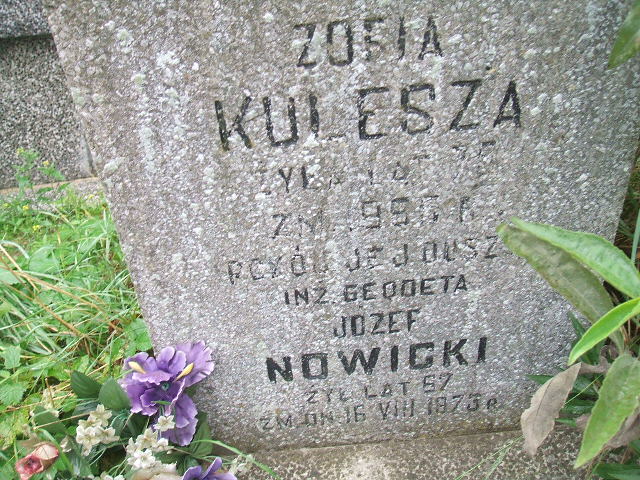 ZOFIA
KULESZA
ŻYŁA LAT
ZM. R.
POKÓJ JEJ DUSZY
INŻ. GEODETA
JÓZEF
NOWICKI
ŻYŁ LAT 67
ZM. DN 16 VIII 1973 R